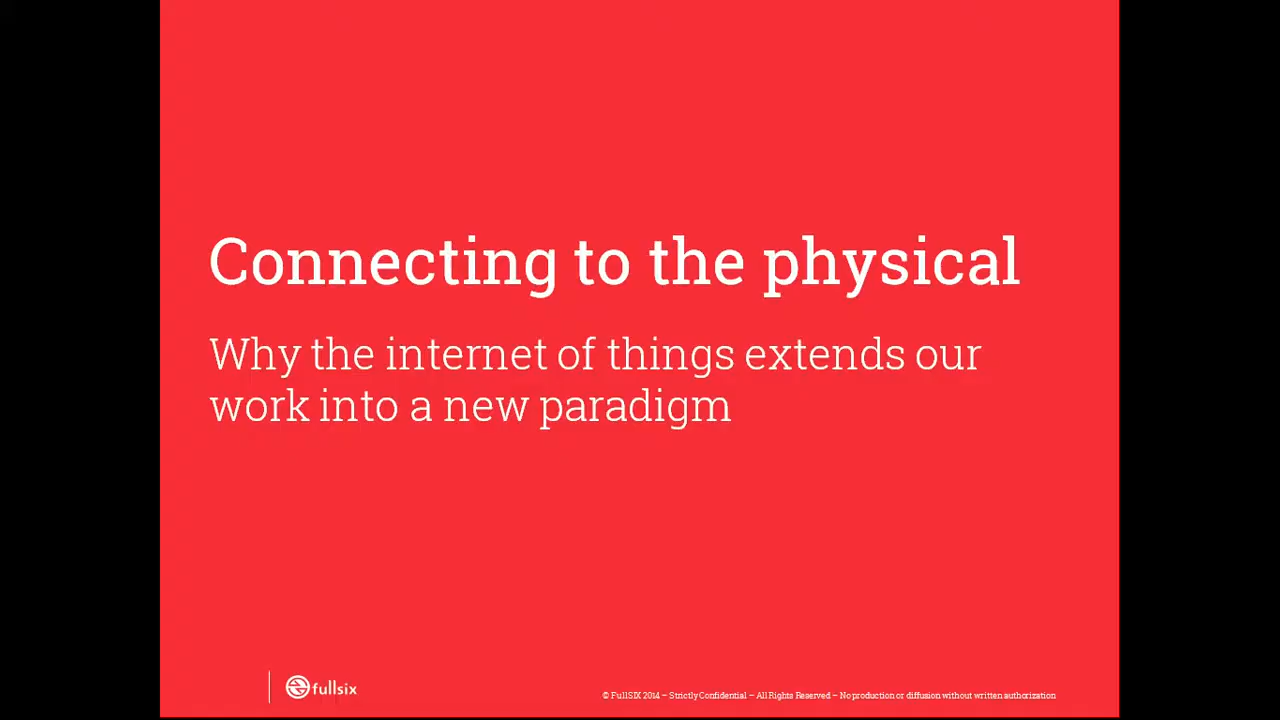 Connecting to the physical
Why the internet of things extends our
work into a new paradigm
fullsix
© FullSIX 2014 – Strictly Confidential – All Rights Reserved – No production or diffusion without written authorization